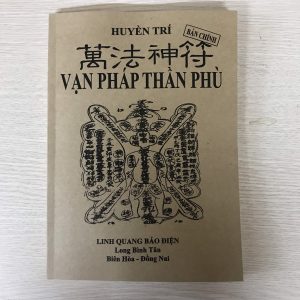 HUYỀN TRÍ
BẢN CHÍNH
萬法神符
VẠN PHÁP THẦN PHÙ
LINH QUANG BẢO ĐIỆN
Long Bình Tân
Biên Hòa - Đồng Nai